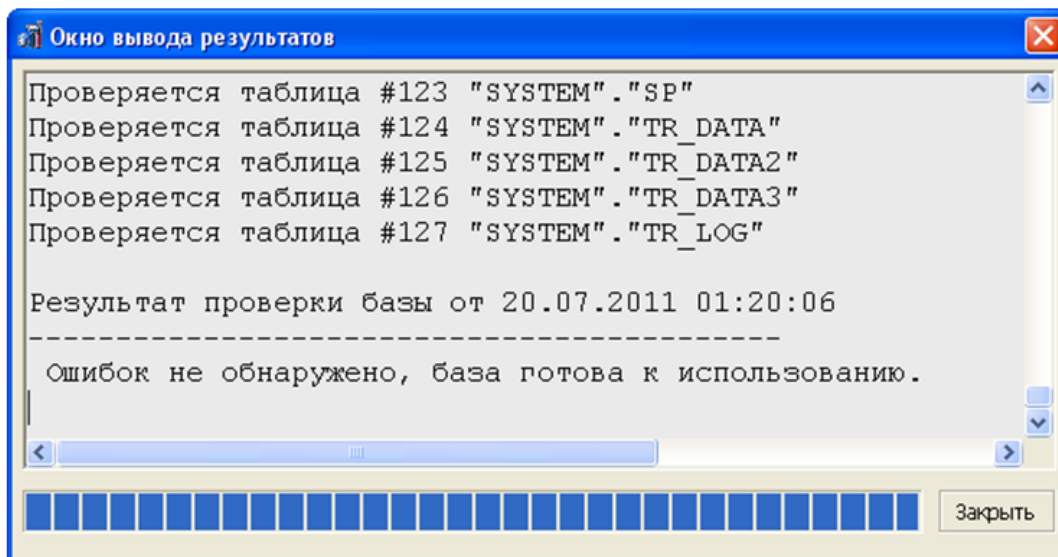 Окно вывода результатов
Проверяется таблица #123 "SYSTEM"."SP"
Проверяется таблица #124 "SYSTEM"."TR_DATA"
Проверяется таблица #125 "SYSTEM"."TR_DATA2"
Проверяется таблица #126 "SYSTEM"."TR_DATA3"
Проверяется таблица #127 "SYSTEM"."TR_LOG"
Результат проверки базы от 20.07.2011 01:20:06
-------------------------------------------
Ошибок не обнаружено, база готова к использованию.
Закрыть